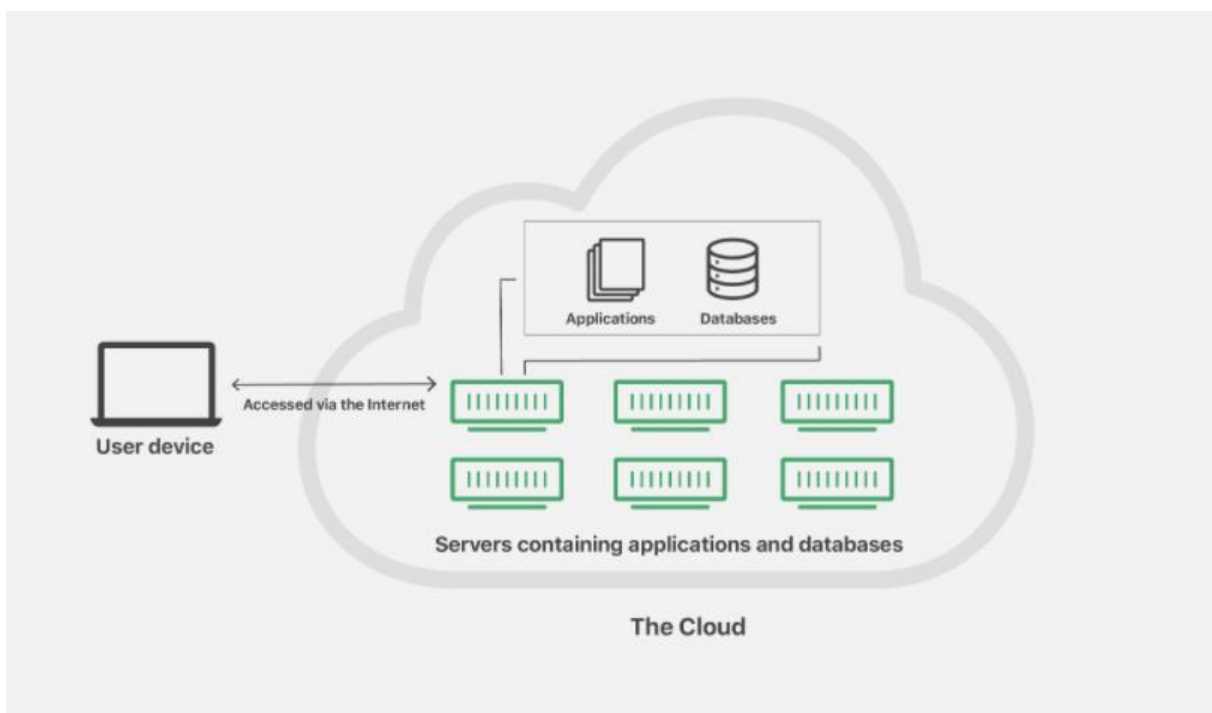 Applications
Databases
Accessed via the Internet
User device
Servers containing applications and databases
The Cloud